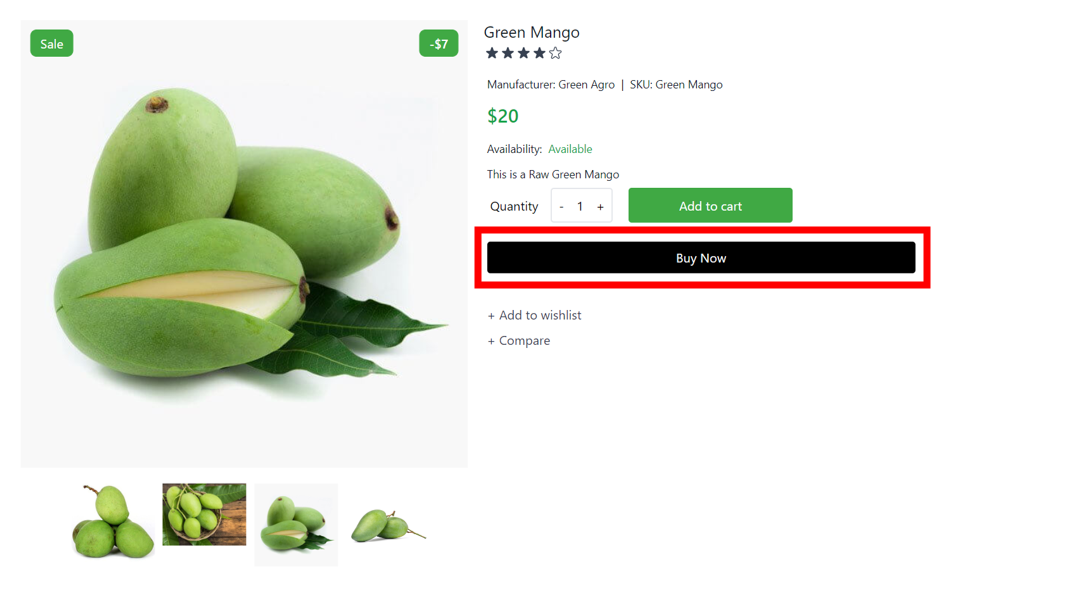 Sale
-$7
Green Mango
Manufacturer: Green Agro | SKU: Green Mango
$20
Availability: Available
This is a Raw Green Mango
Quantity - 1 + Add to cart
Buy Now
+ Add to wishlist
+ Compare